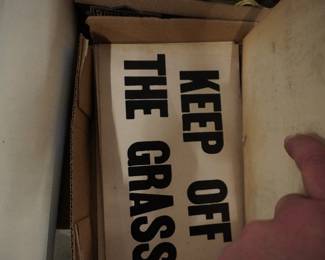 KEEP OFF
THE GRASS